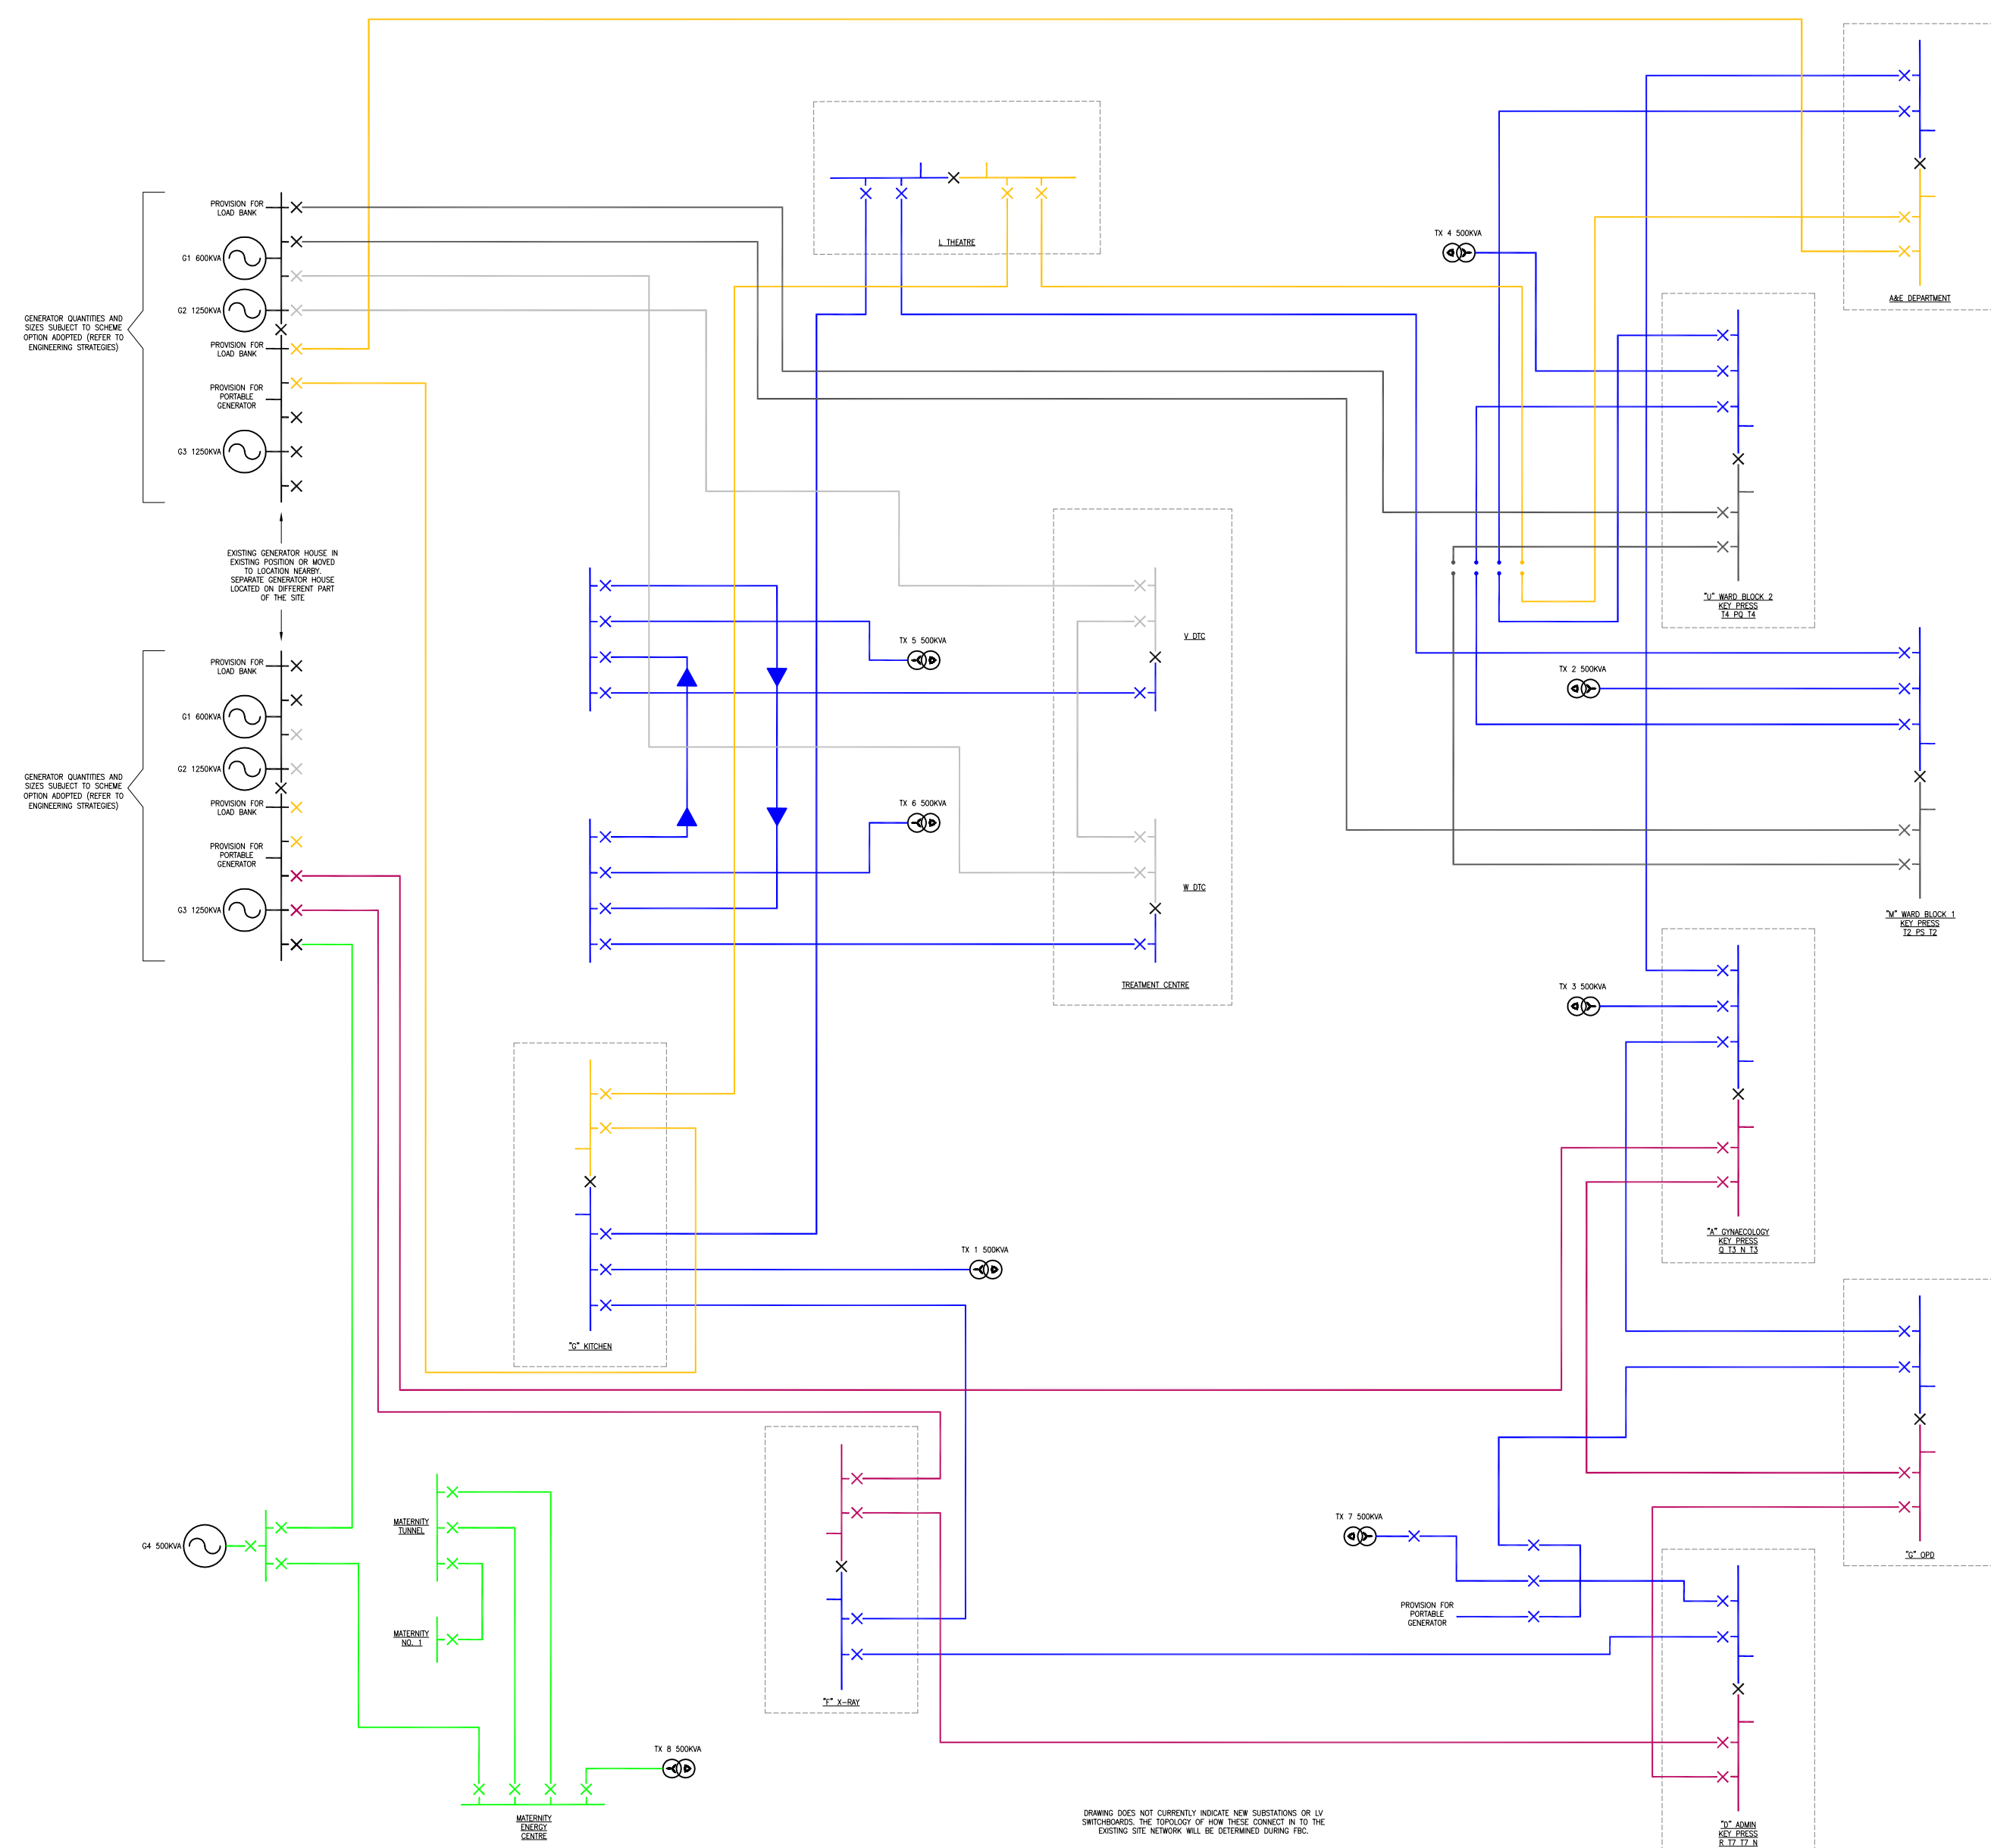 L THEATRE
A&E DEPARTMENT
TX 4 500KVA
PROVISION FOR
LOAD BANK
G1 600KVA
G2 1250KVA
PROVISION FOR
LOAD BANK
PROVISION FOR
PORTABLE
GENERATOR
G3 1250KVA
GENERATOR QUANTITIES AND
SIZES SUBJECT TO SCHEME
OPTION ADOPTED (REFER TO
ENGINEERING STRATEGIES)
EXISTING GENERATOR HOUSE IN
EXISTING POSITION OR MOVED
TO LOCATION NEARBY.
SEPARATE GENERATOR HOUSE
LOCATED ON DIFFERENT PART
OF THE SITE
"U" WARD BLOCK 2
KEY PRESS
T4 PQ T4
V DTC
TX 5 500KVA
TX 2 500KVA
PROVISION FOR
LOAD BANK
G1 600KVA
G2 1250KVA
PROVISION FOR
LOAD BANK
PROVISION FOR
PORTABLE
GENERATOR
G3 1250KVA
GENERATOR QUANTITIES AND
SIZES SUBJECT TO SCHEME
OPTION ADOPTED (REFER TO
ENGINEERING STRATEGIES)
TX 6 500KVA
W DTC
"M" WARD BLOCK 1
KEY PRESS
T2 PS T2
TREATMENT CENTRE
TX 3 500KVA
"A" GYNAECOLOGY
KEY PRESS
Q T3 N T3
TX 1 500KVA
"G" KITCHEN
TX 7 500KVA
G4 500KVA
MATERNITY
TUNNEL
"G" OPD
PROVISION FOR
PORTABLE
GENERATOR
MATERNITY
NO. 1
"F" X-RAY
TX 8 500KVA
MATERNITY
ENERGY
CENTRE
DRAWING DOES NOT CURRENTLY INDICATE NEW SUBSTATIONS OR LV
SWITCHBOARDS. THE TOPOLOGY OF HOW THESE CONNECT IN TO THE
EXISTING SITE NETWORK WILL BE DETERMINED DURING FBC.
"D" ADMIN
KEY PRESS
R T7 T7 N